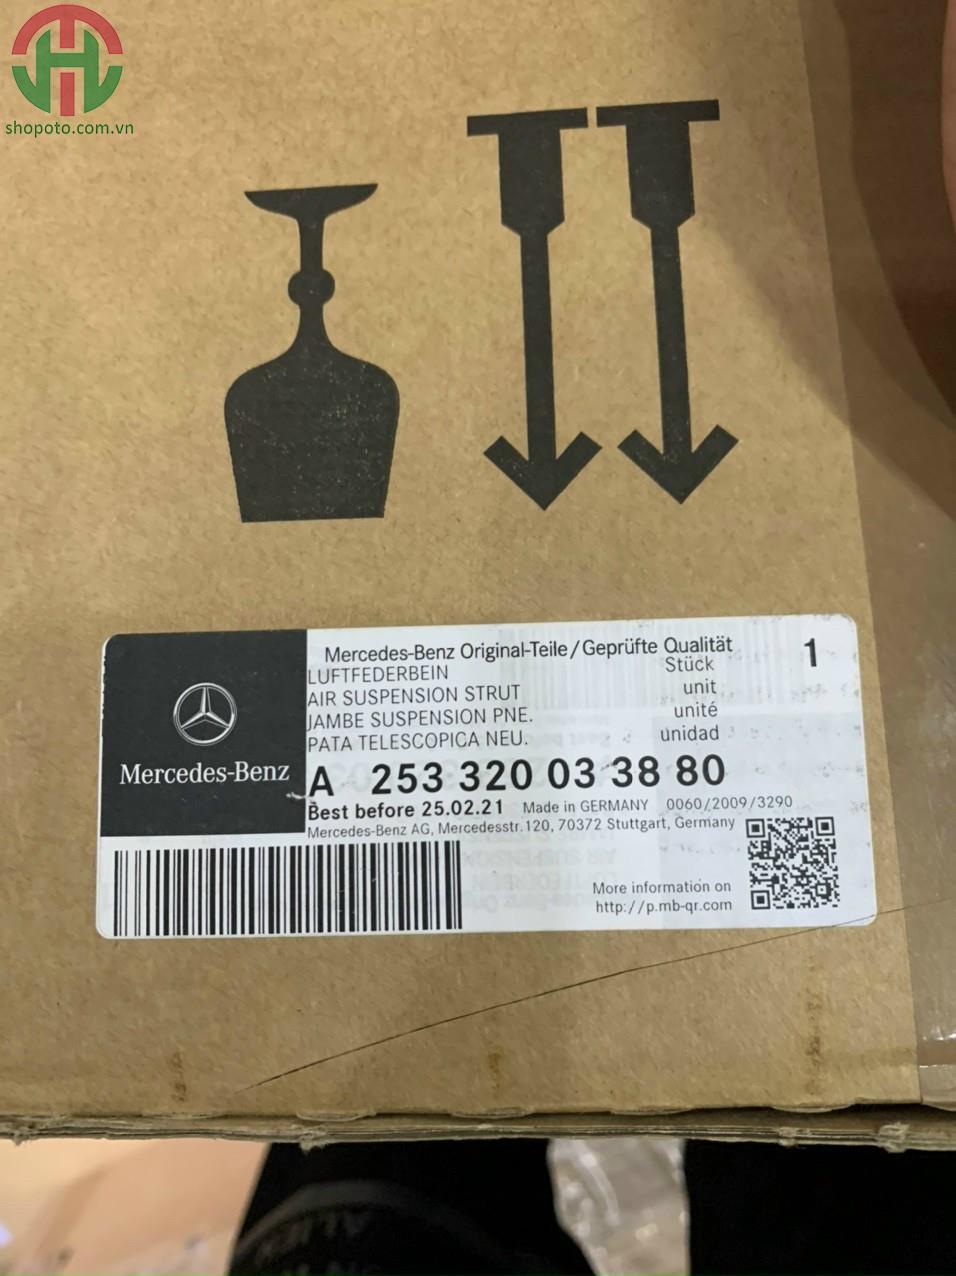 shopoto.com.vn
Mercedes-Benz Original-Teile/Geprüfte Qualität 1
LUFTFEDERBEIN Stück
AIR SUSPENSION STRUT unit
JAMBE SUSPENSION PNE. unité
PATA TELESCOPICA NEU. unidad
Mercedes-Benz
A 253 320 03 38 80
Best before 25.02.21 Made in GERMANY 0060/2009/3290
Mercedes-Benz AG, Mercedesstr.120, 70372 Stuttgart, Germany
More information on
http://p.mb-qr.com